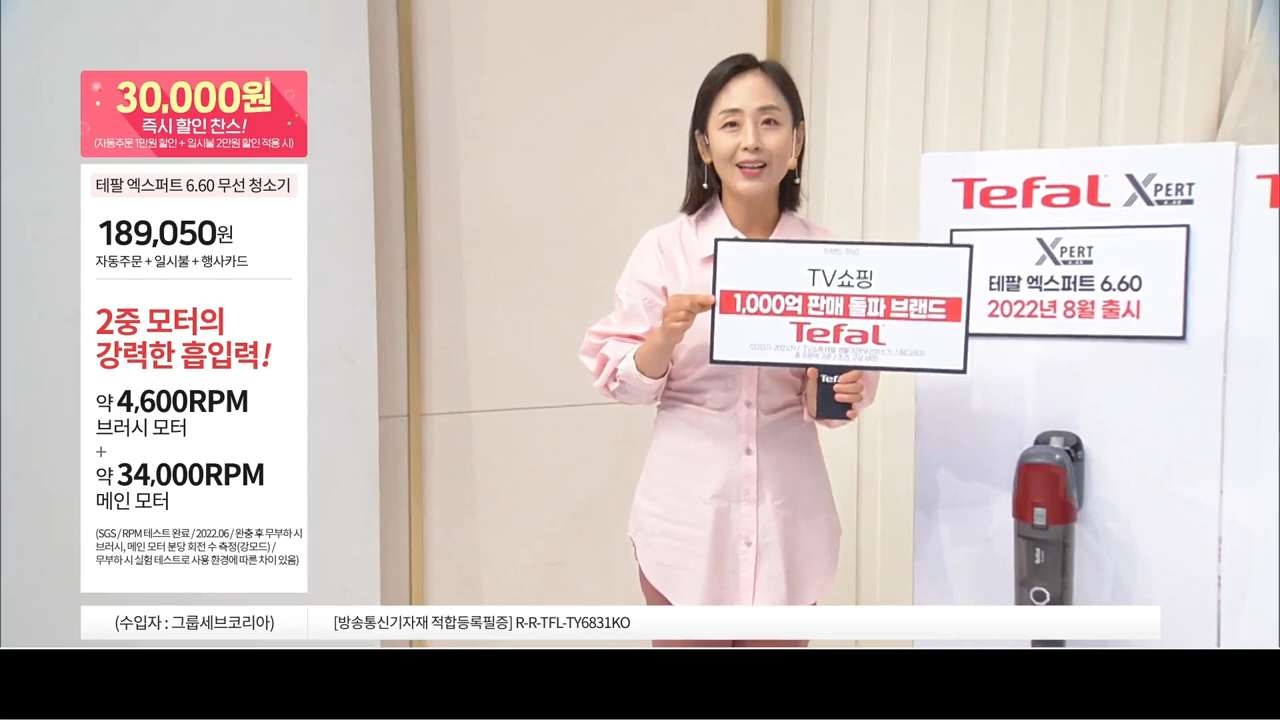 30,000원
즉시 할인 찬스!
(자동주문 1만원 할인 + 일시불 2만원 할인 적용 시)
테팔 엑스퍼트 6.60 무선 청소기
189,050원
자동주문 + 일시불 + 행사카드
2중 모터의
강력한 흡입력!
약 4,600RPM
브러시 모터
+
약 34,000RPM
메인 모터
(SGS / RPM 테스트 완료 / 2022.06 / 완충 후 무부하 시
브러시, 메인 모터 분당 회전 수 측정(강모드) /
무부하 시 실험 테스트로 사용 환경에 따른 차이 있음)
TV쇼핑
1,000억 판매 돌파 브랜드
Tefal
Tefal
Tefal XPERT
6.60
XPERT
6.60
테팔 엑스퍼트 6.60
2022년 8월 출시
Tefal
(수입자 : 그룹세브코리아)
[방송통신기자재 적합등록필증] R-R-TFL-TY6831KO